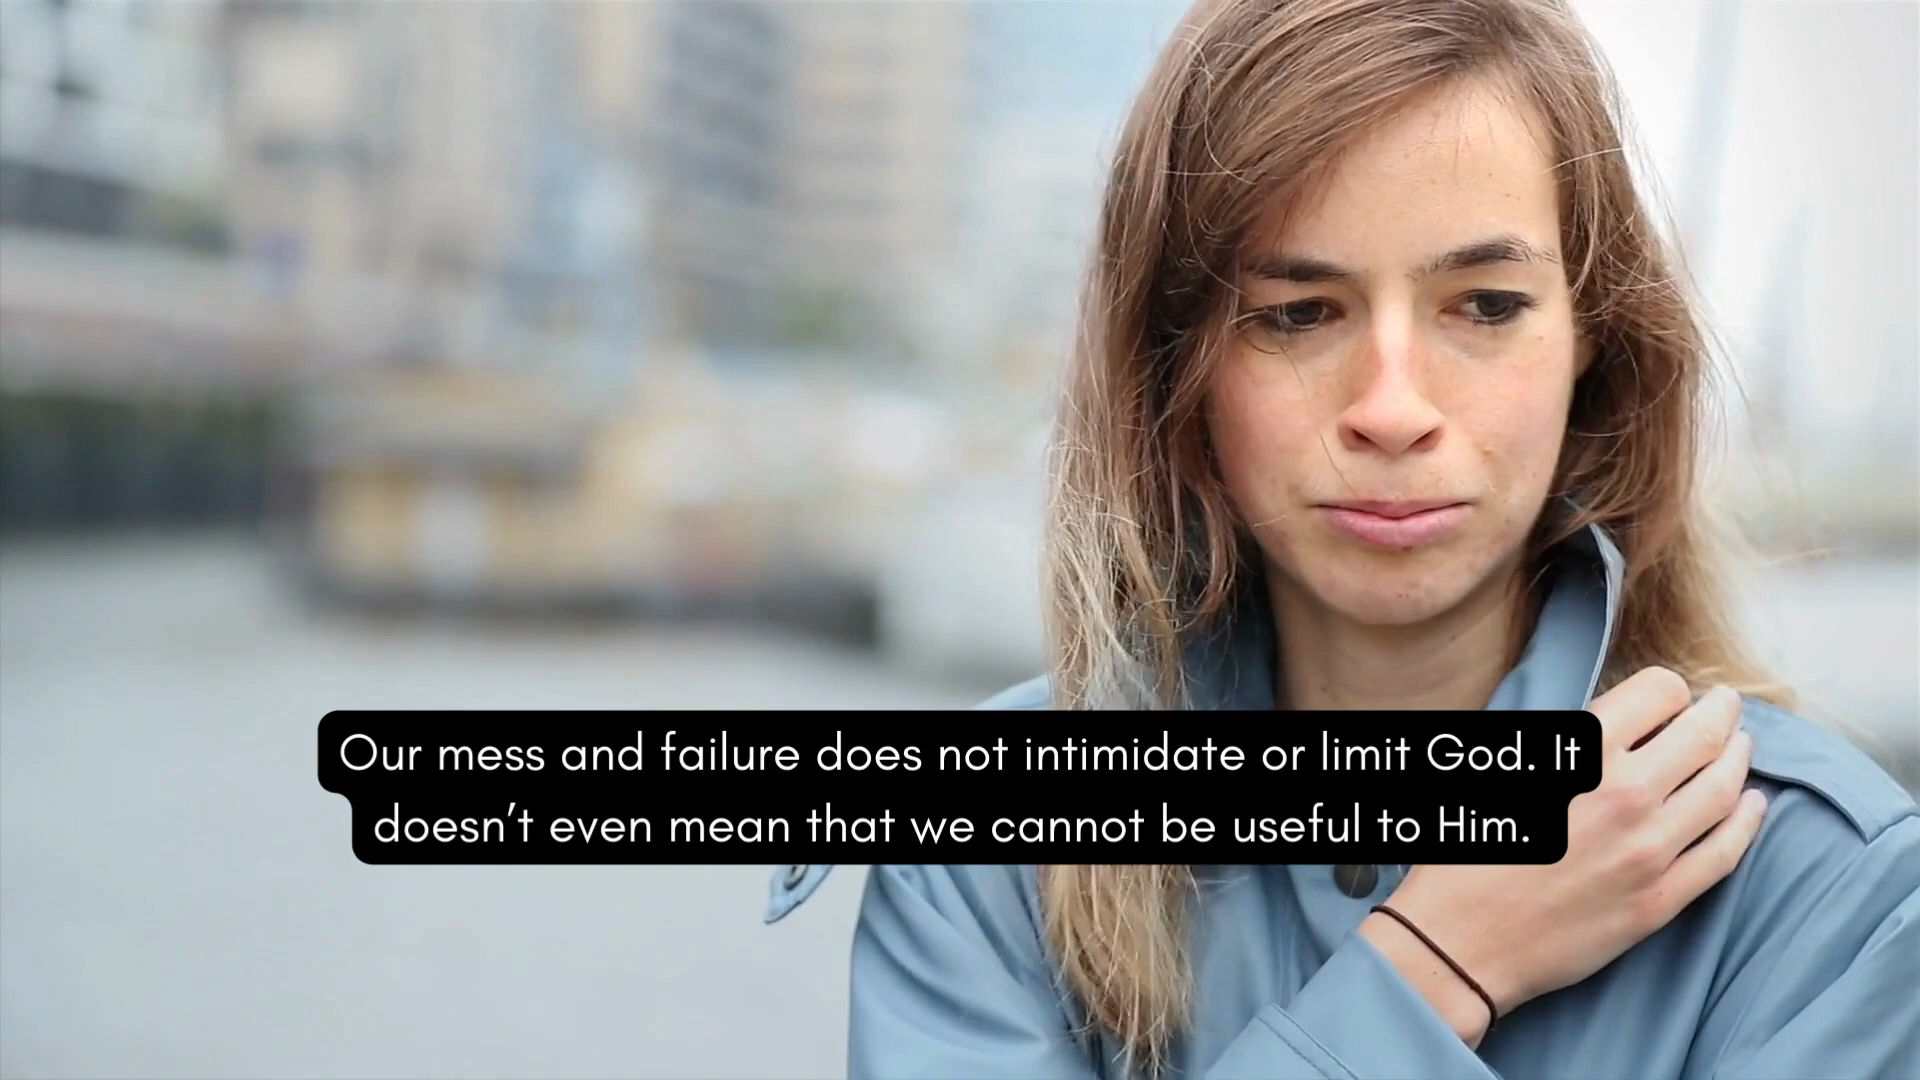 Our mess and failure does not intimidate or limit God. It
doesn’t even mean that we cannot be useful to Him.